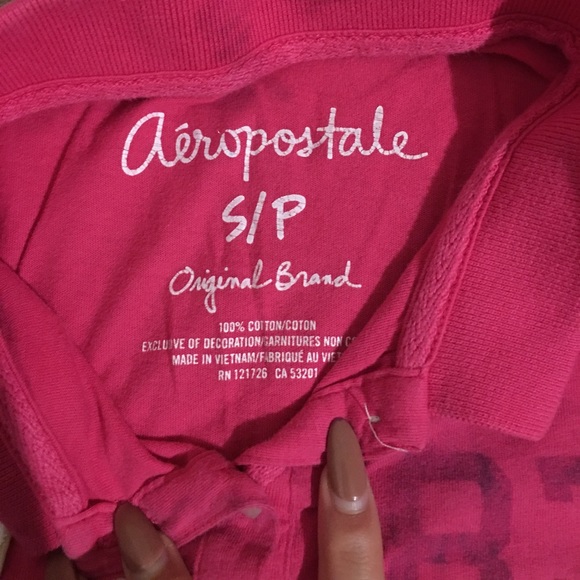 aéropostale
S/P
Original Brand
100% COTTON/COTON
EXCLUSIVE OF DECORATION/GARNITURES NON
MADE IN VIETNAM/FABRIQUÉ AU
RN 121726 CA 53201
87